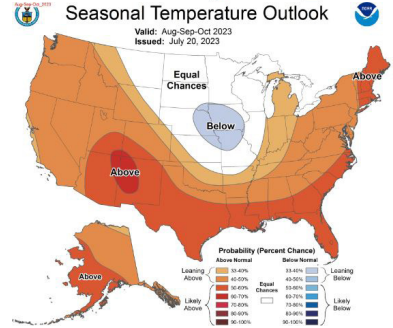 Aug-Sep-Oct, 2023
Seasonal Temperature Outlook
Valid: Aug-Sep-Oct 2023
Issued: July 20, 2023
NOAA
Equal
Chances
Above
Below
Above
Above
Probability (Percent Chance)
Above Normal
Below Normal
Leaning
Above
33-40%
40-50%
Equal
Chances
33-40%
40-50%
Leaning
Below
Likely
Above
50-60%
60-70%
70-80%
80-90%
90-100%
50-60%
60-70%
70-80%
80-90%
90-100%
Likely
Below